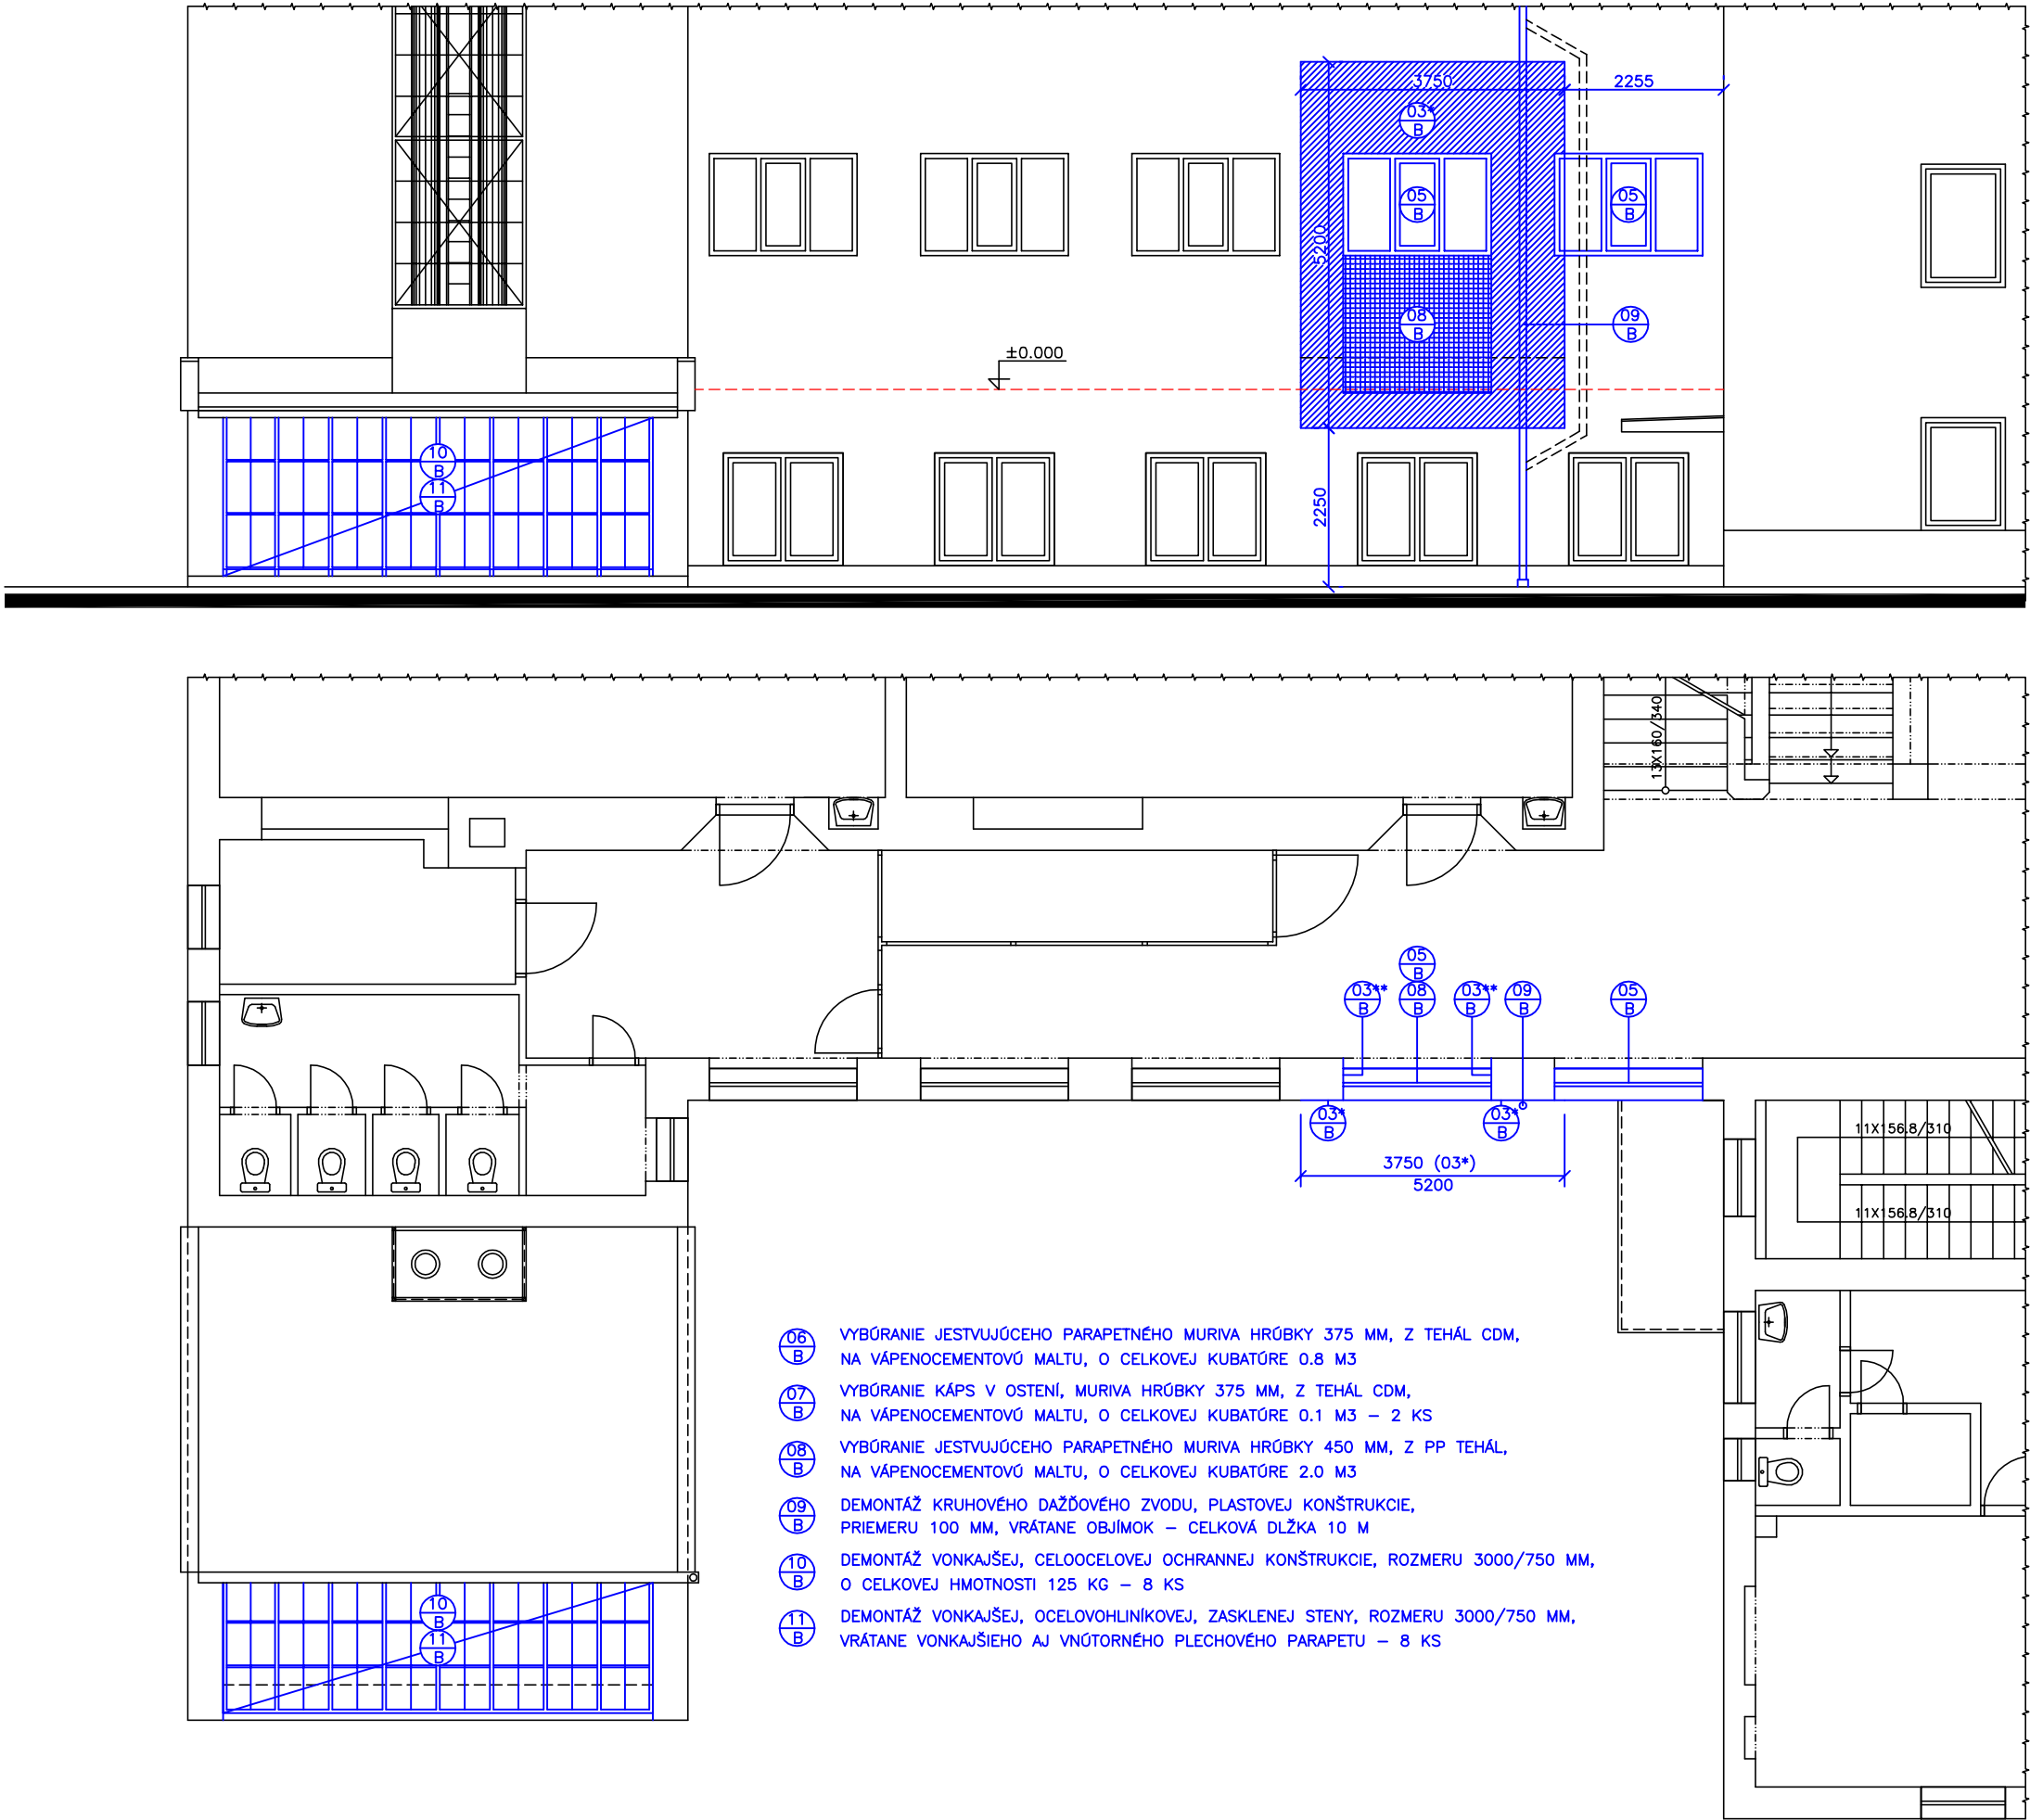 3750
2255
03*
B
05
B
05
B
5200
08
B
09
B
±0.000
10
B
11
B
2250
13X160/340
05
B
03**
B
08
B
03**
B
09
B
05
B
03*
B
03*
B
3750 (03*)
5200
11X156.8/310
11X156.8/310
06
B
VYBÚRANIE JESTVUJÚCEHO PARAPETNÉHO MURIVA HRÚBKY 375 MM, Z TEHÁL CDM,
NA VÁPENOCEMENTOVÚ MALTU, O CELKOVEJ KUBATÚRE 0.8 M3
07
B
VYBÚRANIE KÁPS V OSTENÍ, MURIVA HRÚBKY 375 MM, Z TEHÁL CDM,
NA VÁPENOCEMENTOVÚ MALTU, O CELKOVEJ KUBATÚRE 0.1 M3 – 2 KS
08
B
VYBÚRANIE JESTVUJÚCEHO PARAPETNÉHO MURIVA HRÚBKY 450 MM, Z PP TEHÁL,
NA VÁPENOCEMENTOVÚ MALTU, O CELKOVEJ KUBATÚRE 2.0 M3
09
B
DEMONTÁŽ KRUHOVÉHO DAŽĎOVÉHO ZVODU, PLASTOVEJ KONŠTRUKCIE,
PRIEMERU 100 MM, VRÁTANE OBJÍMOK – CELKOVÁ DLŽKA 10 M
10
B
DEMONTÁŽ VONKAJŠEJ, CELOOCELOVEJ OCHRANNEJ KONŠTRUKCIE, ROZMERU 3000/750 MM,
O CELKOVEJ HMOTNOSTI 125 KG – 8 KS
11
B
DEMONTÁŽ VONKAJŠEJ, OCELOVOHLINÍKOVEJ, ZASKLENEJ STENY, ROZMERU 3000/750 MM,
VRÁTANE VONKAJŠIEHO AJ VNÚTORNÉHO PLECHOVÉHO PARAPETU – 8 KS
10
B
11
B